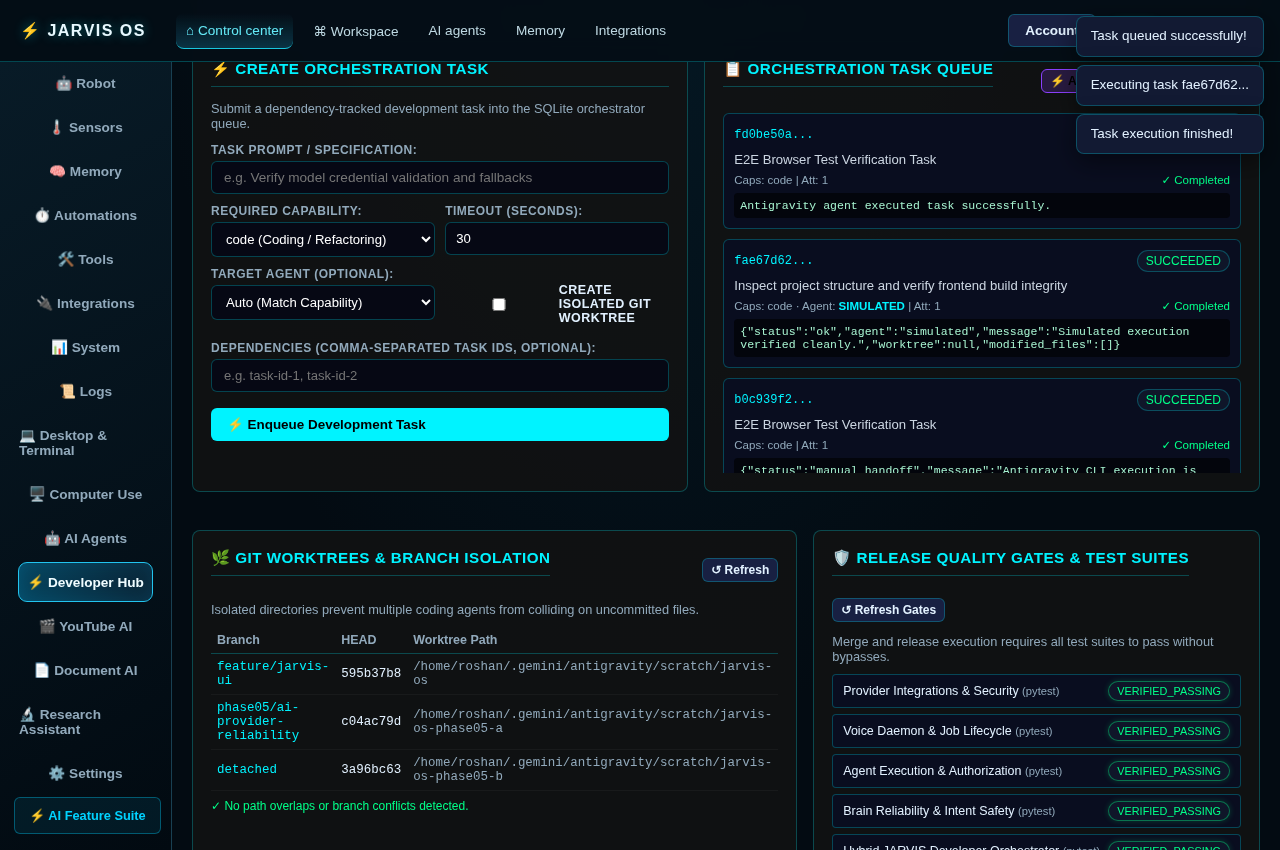 ⚡ JARVIS OS
⌂ Control center
⌘ Workspace
AI agents
Memory
Integrations
Account
Task queued successfully!
Executing task fae67d62...
Task execution finished!
🤖 Robot
🌡️ Sensors
🧠 Memory
⏱️ Automations
🛠️ Tools
🔌 Integrations
📊 System
📜 Logs
💻 Desktop &
Terminal
🖥️ Computer Use
🤖 AI Agents
⚡ Developer Hub
🎬 YouTube AI
📄 Document AI
🔬 Research
Assistant
⚙️ Settings
⚡ AI Feature Suite
⚡ CREATE ORCHESTRATION TASK
Submit a dependency-tracked development task into the SQLite orchestrator
queue.
TASK PROMPT / SPECIFICATION:
e.g. Verify model credential validation and fallbacks
REQUIRED CAPABILITY:
TIMEOUT (SECONDS):
code (Coding / Refactoring)
30
TARGET AGENT (OPTIONAL):
Auto (Match Capability)
CREATE
ISOLATED GIT
WORKTREE
DEPENDENCIES (COMMA-SEPARATED TASK IDS, OPTIONAL):
e.g. task-id-1, task-id-2
⚡ Enqueue Development Task
📋 ORCHESTRATION TASK QUEUE
fd0be50a...
E2E Browser Test Verification Task
Caps: code | Att: 1
✓ Completed
Antigravity agent executed task successfully.
fae67d62...
SUCCEEDED
Inspect project structure and verify frontend build integrity
Caps: code · Agent: SIMULATED | Att: 1
✓ Completed
{"status":"ok","agent":"simulated","message":"Simulated execution
verified cleanly.","worktree":null,"modified_files":[]}
b0c939f2...
SUCCEEDED
E2E Browser Test Verification Task
Caps: code | Att: 1
✓ Completed
{"status":"manual_handoff","message":"Antigravity CLI execution is
🌿 GIT WORKTREES & BRANCH ISOLATION
↺ Refresh
Isolated directories prevent multiple coding agents from colliding on uncommitted files.
Branch HEAD Worktree Path
feature/jarvis-
ui
595b37b8
/home/roshan/.gemini/antigravity/scratch/jarvis-
os
phase05/ai-
provider-
reliability
c04ac79d
/home/roshan/.gemini/antigravity/scratch/jarvis-
os-phase05-a
detached
3a96bc63
/home/roshan/.gemini/antigravity/scratch/jarvis-
os-phase05-b
✓ No path overlaps or branch conflicts detected.
🛡️ RELEASE QUALITY GATES & TEST SUITES
↺ Refresh Gates
Merge and release execution requires all test suites to pass without
bypasses.
Provider Integrations & Security (pytest)
VERIFIED_PASSING
Voice Daemon & Job Lifecycle (pytest)
VERIFIED_PASSING
Agent Execution & Authorization (pytest)
VERIFIED_PASSING
Brain Reliability & Intent Safety (pytest)
VERIFIED_PASSING
Hybrid JARVIS Developer Orchestrator (pytest)
VERIFIED_PASSING